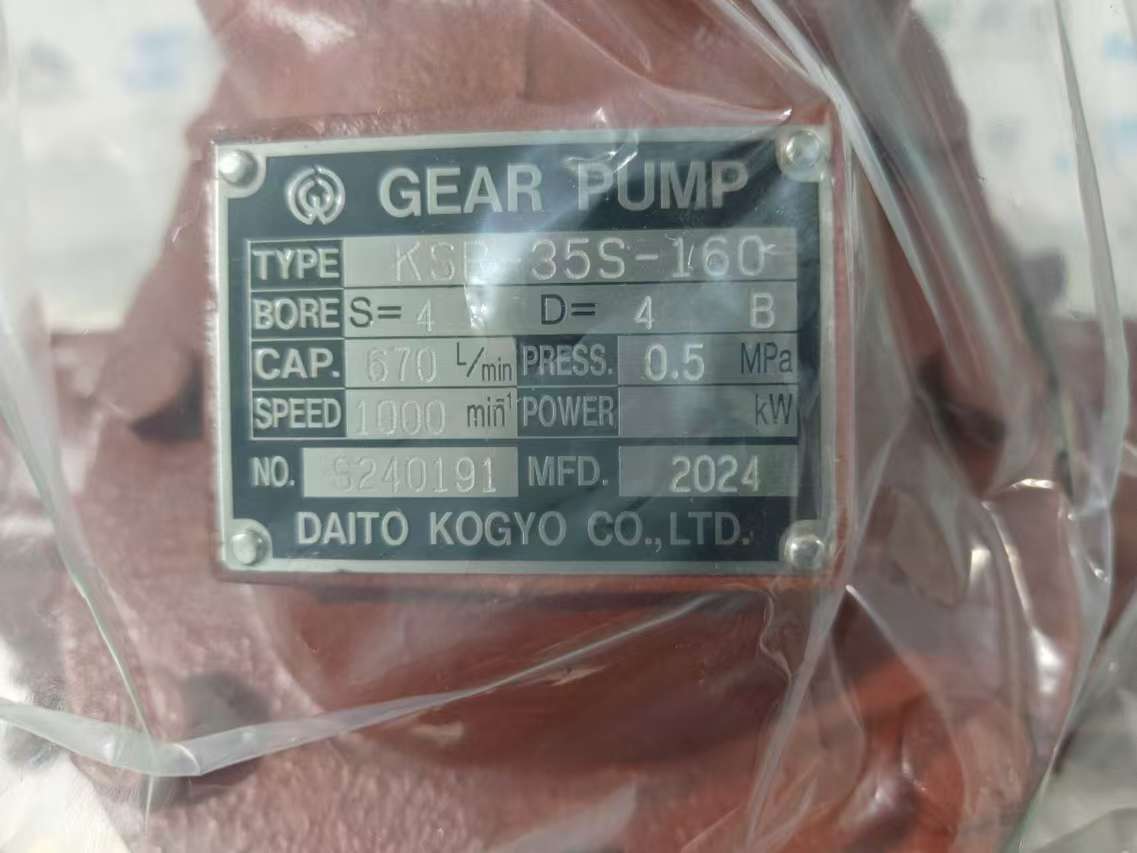 GEAR PUMP
TYPE 35S-160
BORE S= 4 D= 4 B
CAP. 670 L/min PRESS. 0.5 MPa
SPEED 1000 min⁻¹ POWER kW
NO. S240191 MFD. 2024
DAITO KOGYO CO.,LTD.